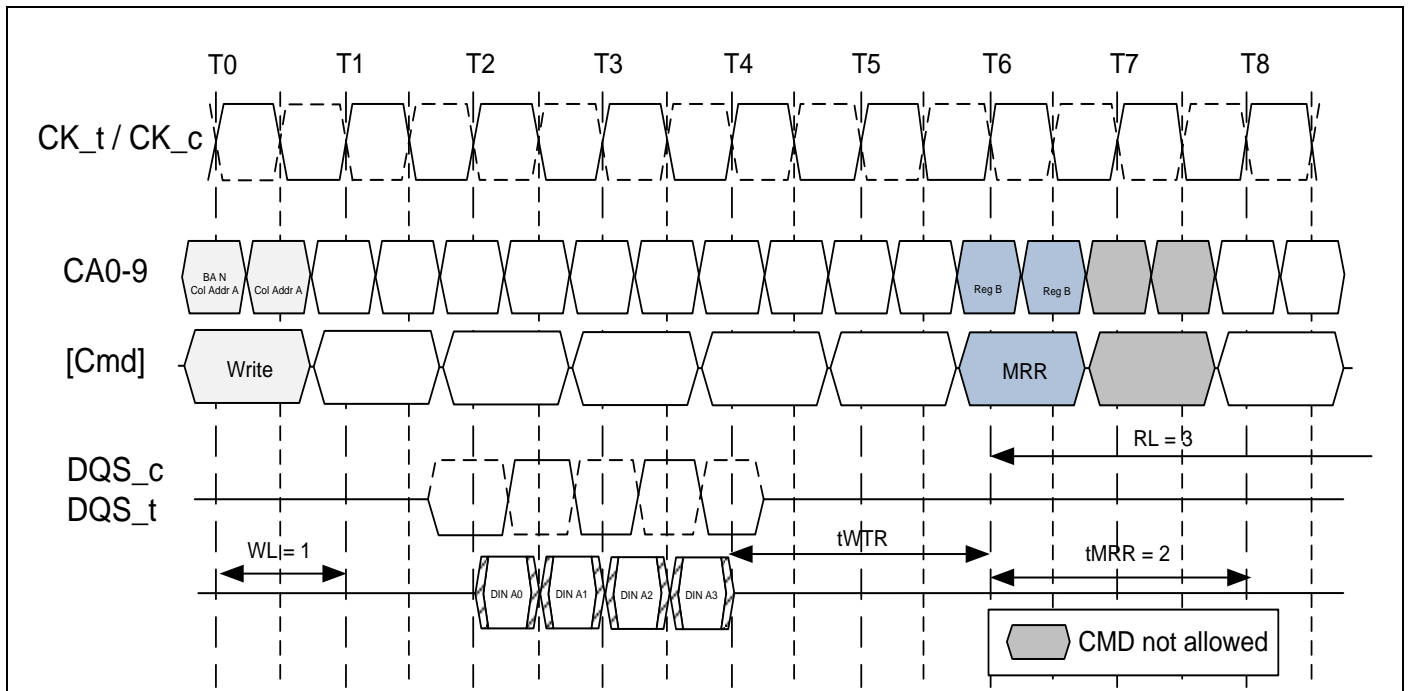 T0 T1 T2 T3 T4 T5 T6 T7 T8
CK_t / CK_c
CA0-9
BA N
Col Addr A
Col Addr A
Reg B
Reg B
[Cmd]
Write
MRR
RL = 3
DQS_c
DQS_t
WL = 1
tWTR
tMRR = 2
DIN A0
DIN A1
DIN A2
DIN A3
CMD not allowed